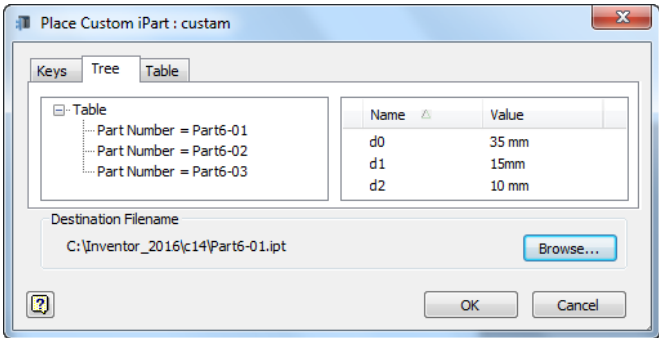 Place Custom iPart : custam
Keys Tree Table
Table
Part Number = Part6-01
Part Number = Part6-02
Part Number = Part6-03
Name Value
d0 35 mm
d1 15mm
d2 10 mm
Destination Filename
C:\Inventor_2016\c14\Part6-01.ipt
Browse...
?
OK Cancel